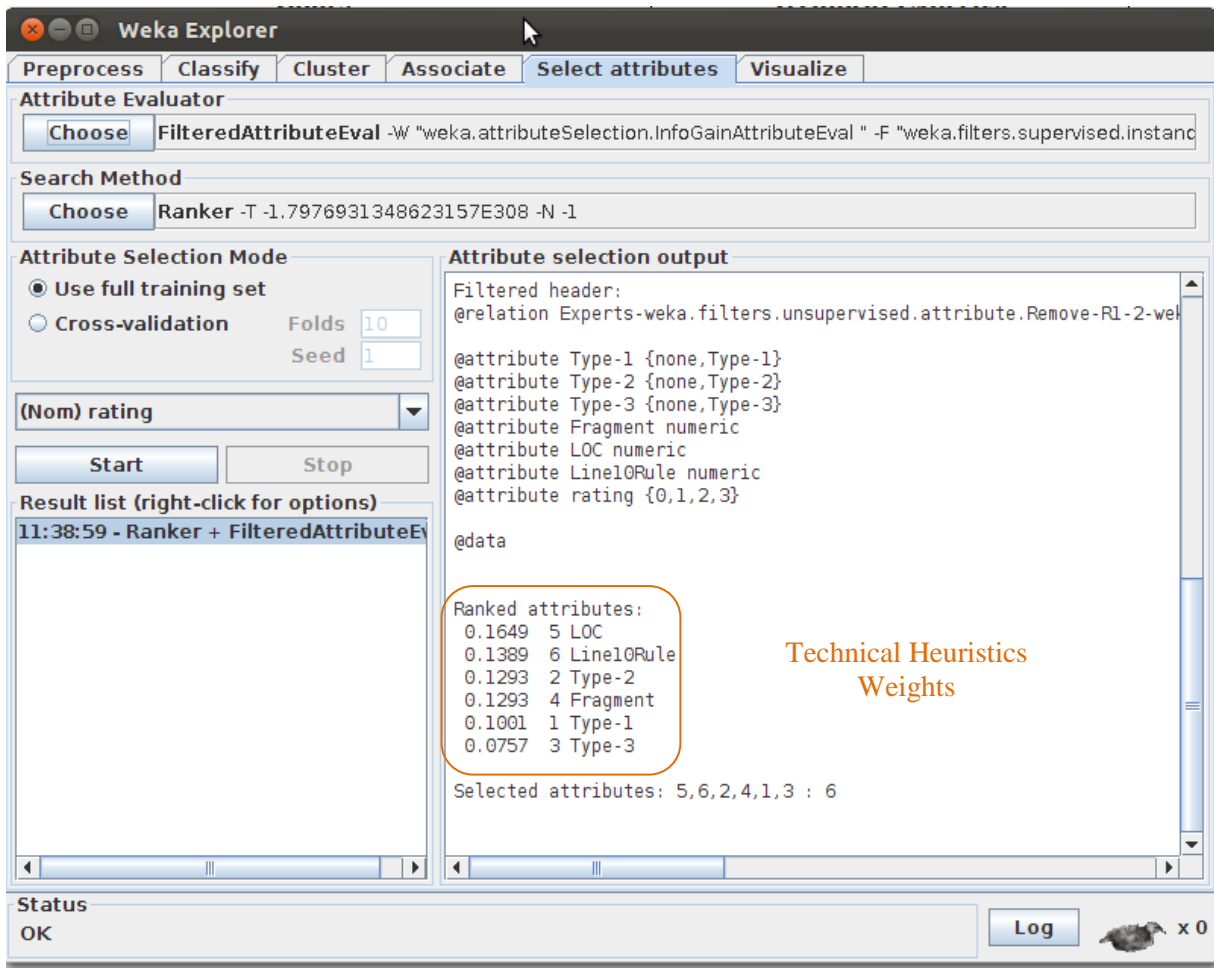 Weka Explorer
Preprocess Classify Cluster Associate Select attributes Visualize
Attribute Evaluator
Choose FilteredAttributeEval -W "weka.attributeSelection.InfoGainAttributeEval " -F "weka.filters.supervised.instanc
Search Method
Choose Ranker -T -1.7976931348623157E308 -N -1
Attribute Selection Mode
Use full training set
Cross-validation Folds 10
Seed 1
(Nom) rating
Start Stop
Result list (right-click for options)
11:38:59 - Ranker + FilteredAttributeEv
Attribute selection output
Filtered header:
@relation Experts-weka.filters.unsupervised.attribute.Remove-R1-2-wek
@attribute Type-1 {none,Type-1}
@attribute Type-2 {none,Type-2}
@attribute Type-3 {none,Type-3}
@attribute Fragment numeric
@attribute LOC numeric
@attribute Line10Rule numeric
@attribute rating {0,1,2,3}
@data
Ranked attributes:
0.1649 5 LOC
0.1389 6 Line10Rule
0.1293 2 Type-2
0.1293 4 Fragment
0.1001 1 Type-1
0.0757 3 Type-3
Technical Heuristics
Weights
Selected attributes: 5,6,2,4,1,3 : 6
Status
OK
Log x 0